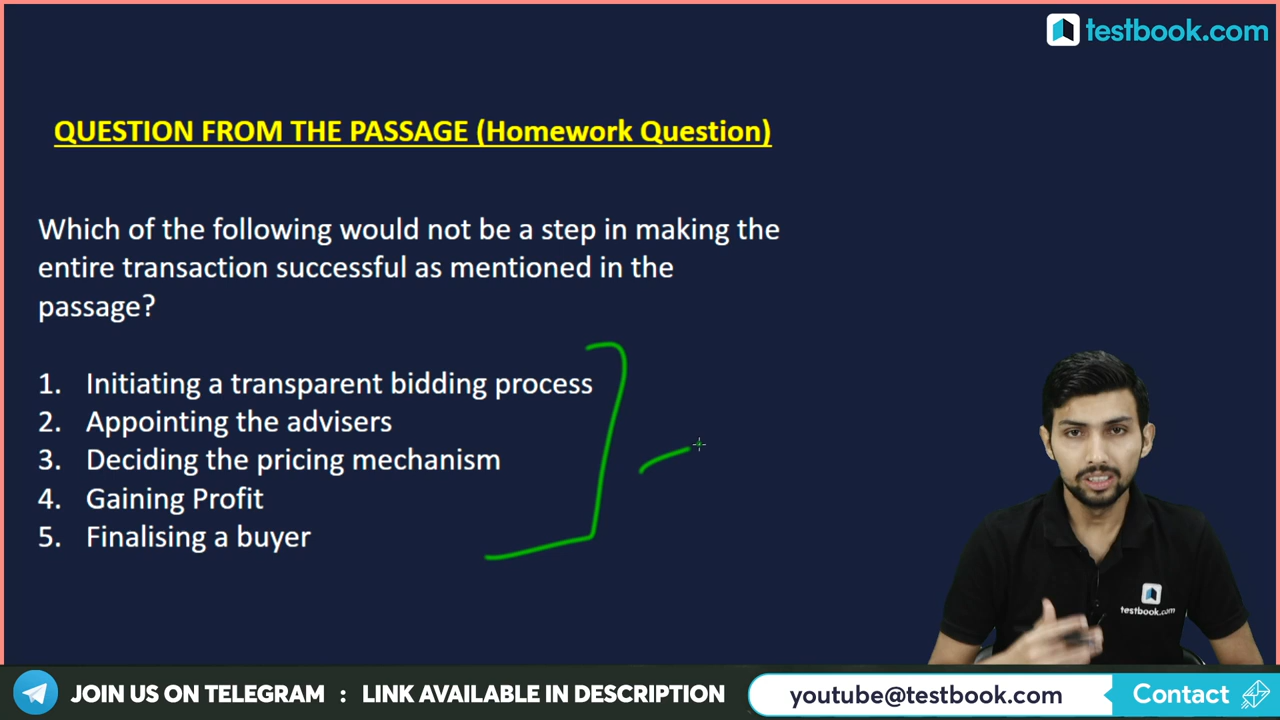 testbook.com
QUESTION FROM THE PASSAGE (Homework Question)
Which of the following would not be a step in making the
entire transaction successful as mentioned in the
passage?
1. Initiating a transparent bidding process
2. Appointing the advisers
3. Deciding the pricing mechanism
4. Gaining Profit
5. Finalising a buyer
testbook.com
JOIN US ON TELEGRAM : LINK AVAILABLE IN DESCRIPTION youtube@testbook.com Contact